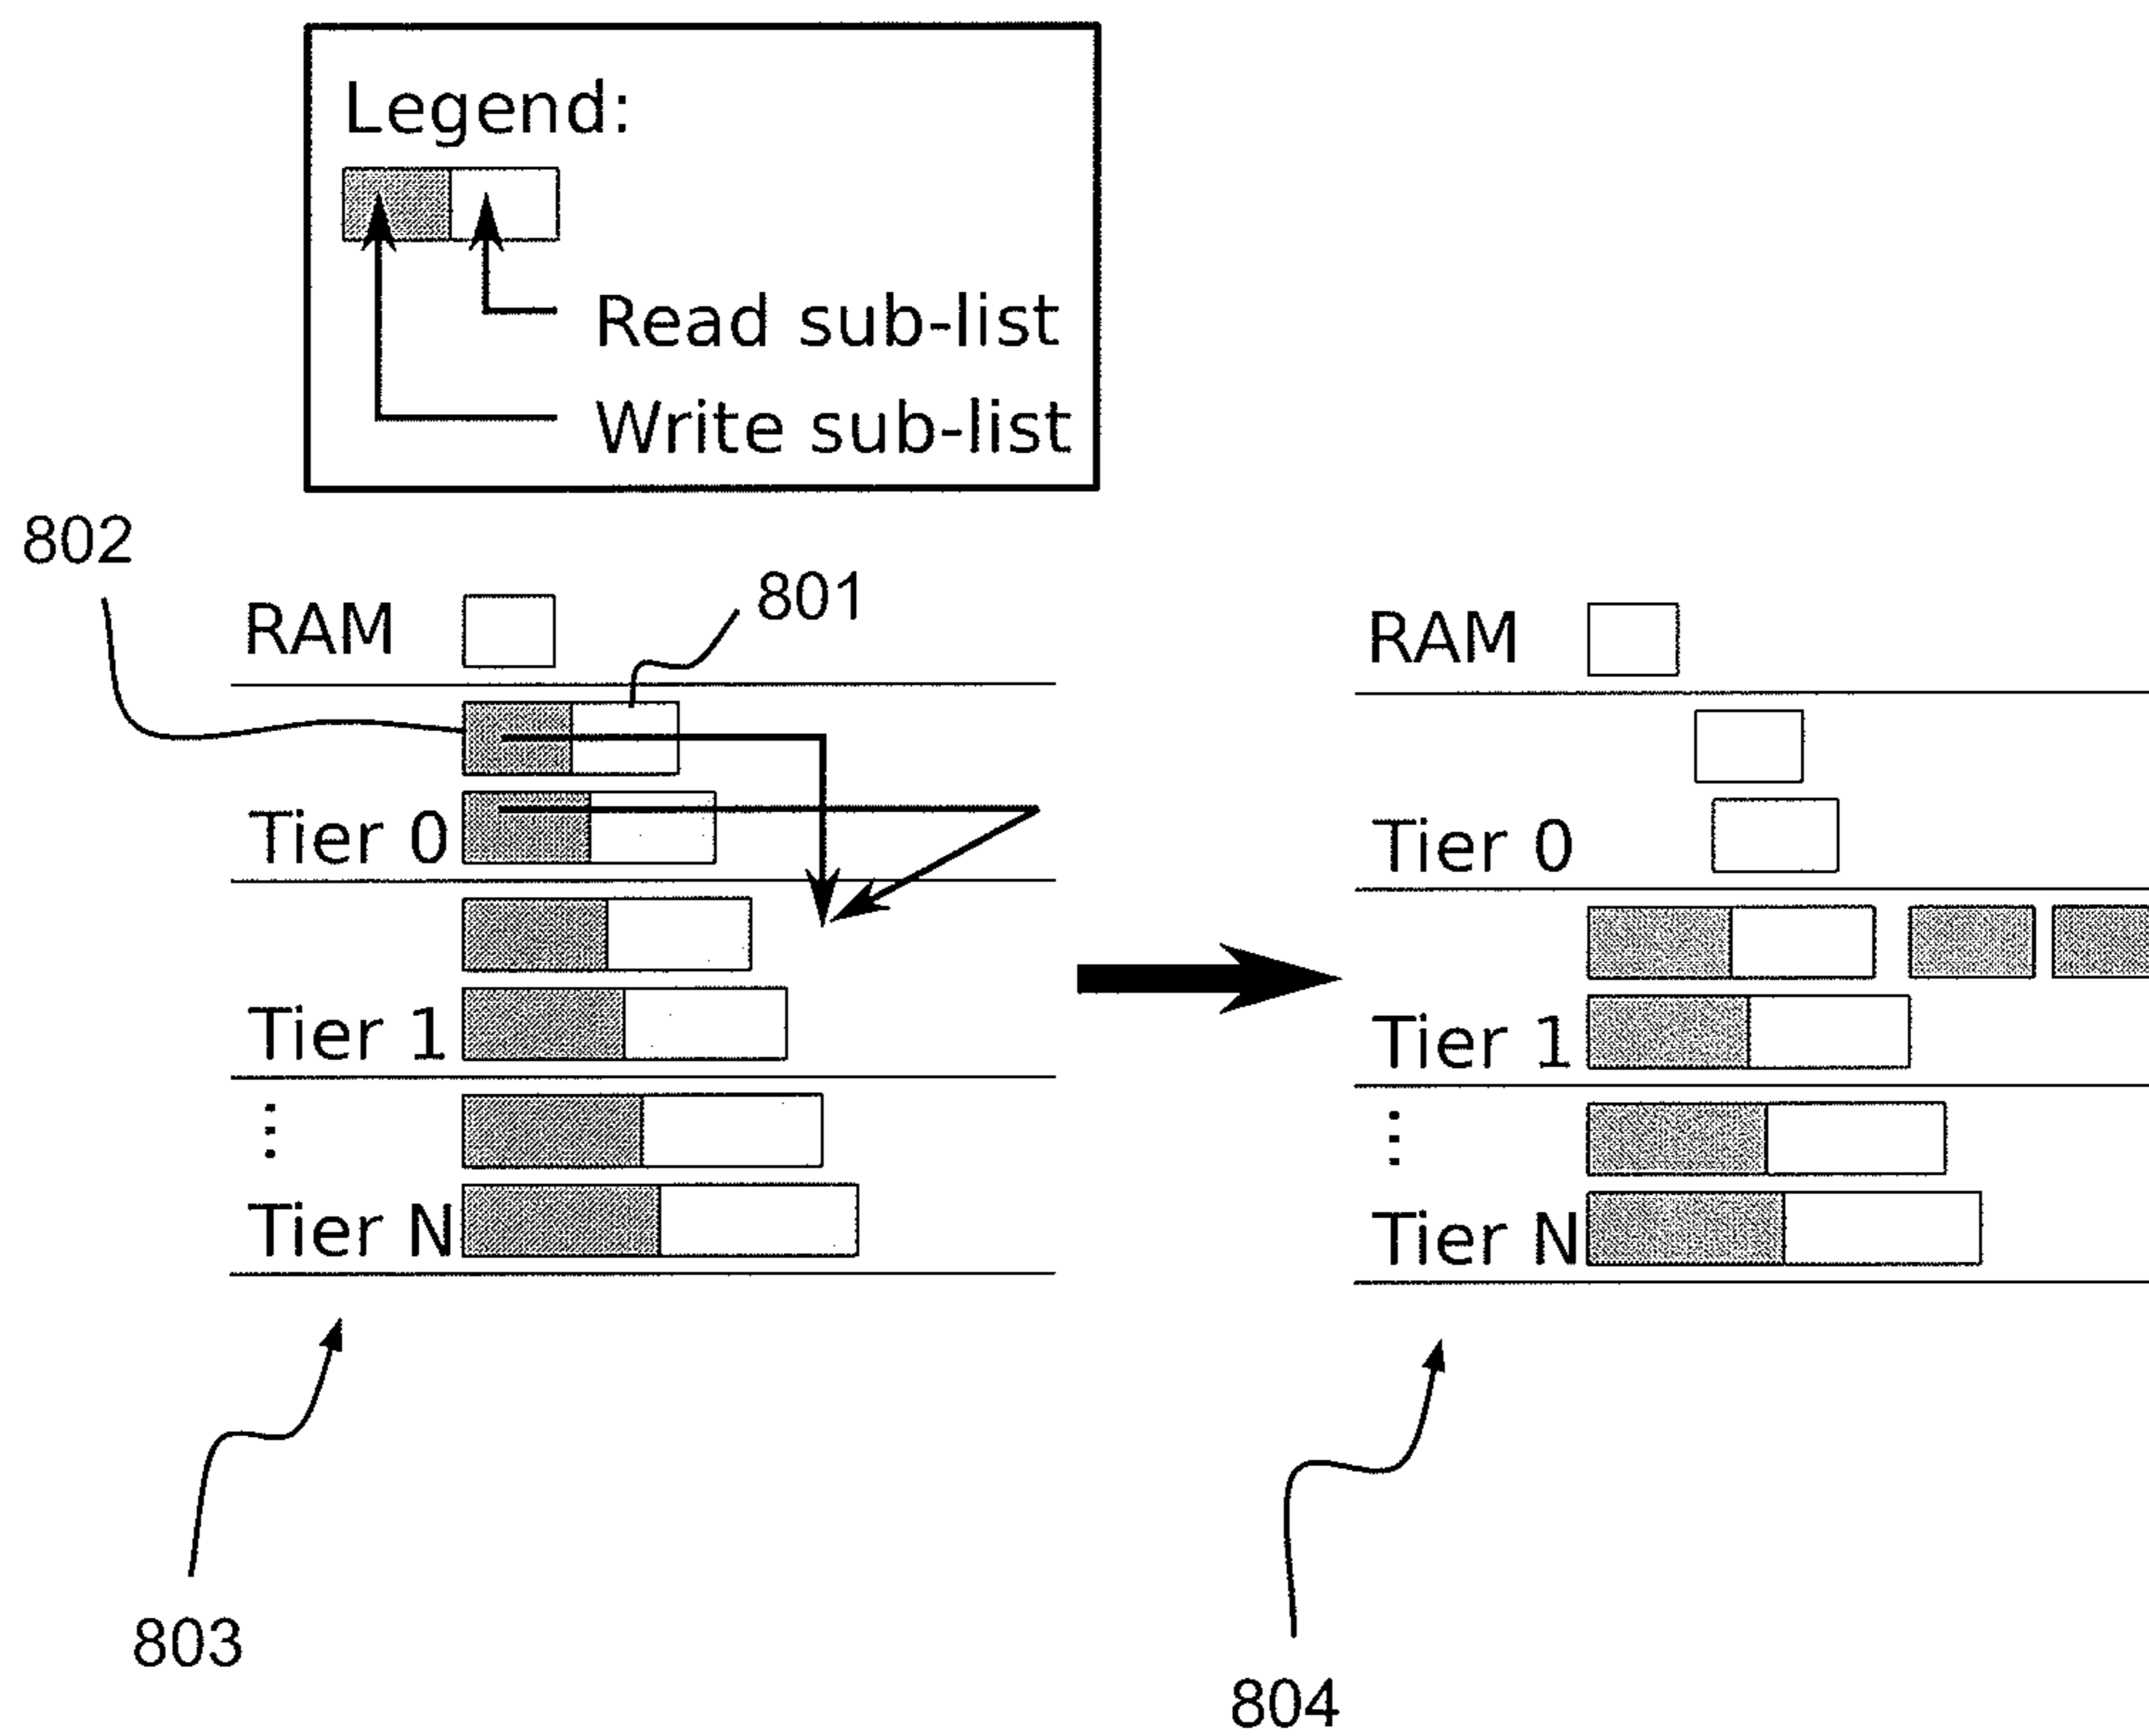 Legend:
Read sub-list
Write sub-list
802
801
RAM
Tier 0
Tier 1
⋮
Tier N
803
RAM
Tier 0
Tier 1
⋮
Tier N
804